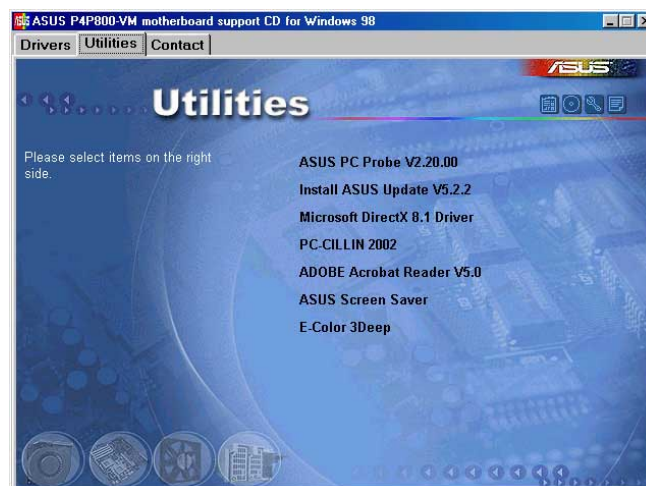 ASUS P4P800-VM motherboard support CD for Windows 98
Drivers Utilities Contact
ASUS
Utilities
Please select items on the right
side.
ASUS PC Probe V2.20.00
Install ASUS Update V5.2.2
Microsoft DirectX 8.1 Driver
PC-CILLIN 2002
ADOBE Acrobat Reader V5.0
ASUS Screen Saver
E-Color 3Deep